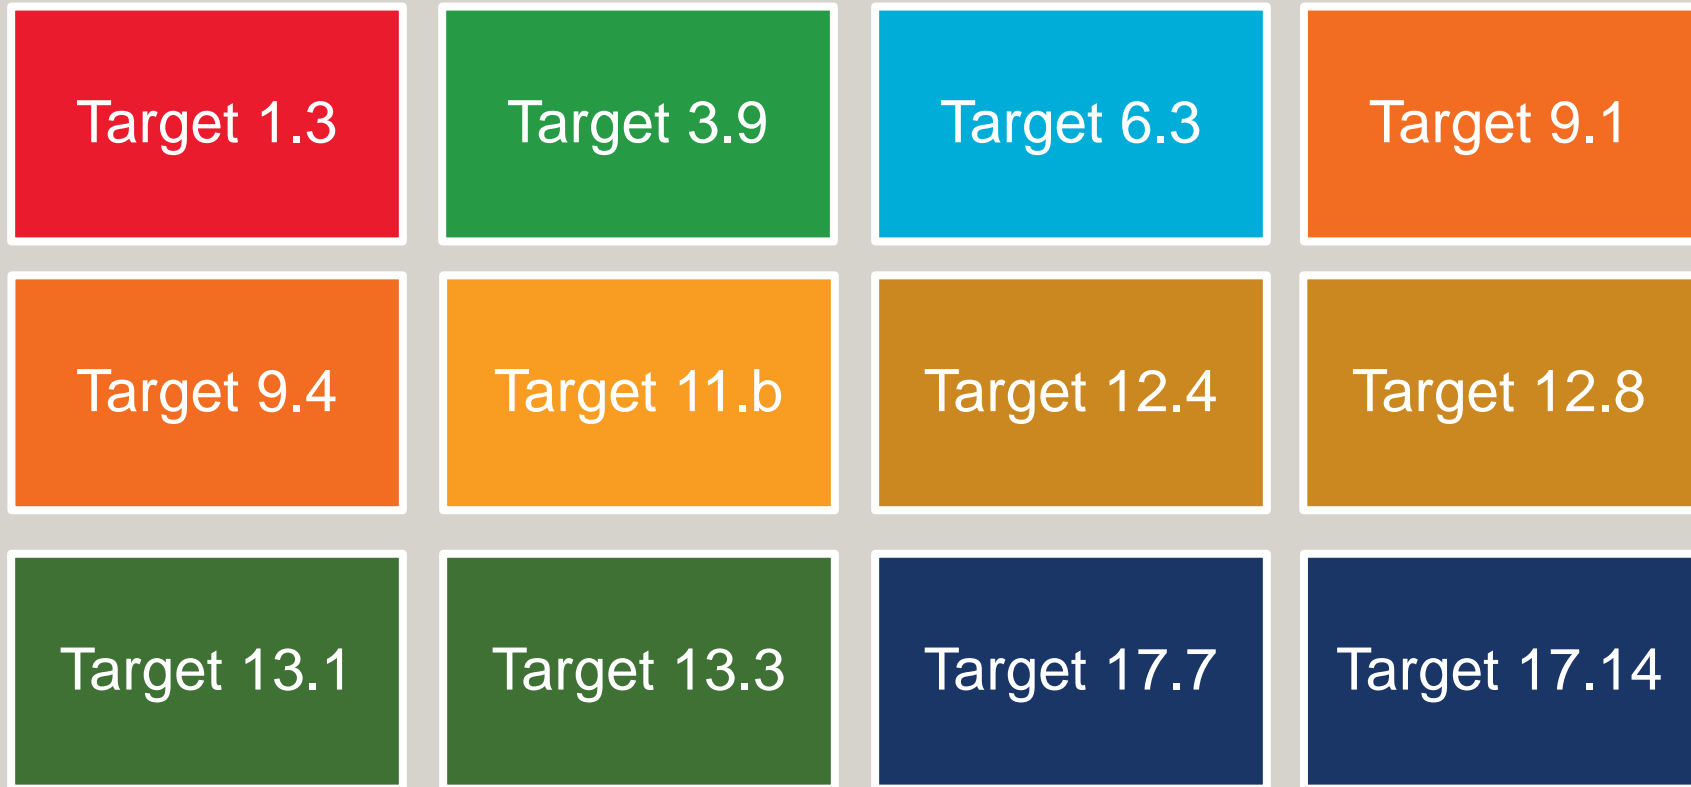 Target 1.3
Target 3.9
Target 6.3
Target 9.1
Target 9.4
Target 11.b
Target 12.4
Target 12.8
Target 13.1
Target 13.3
Target 17.7
Target 17.14